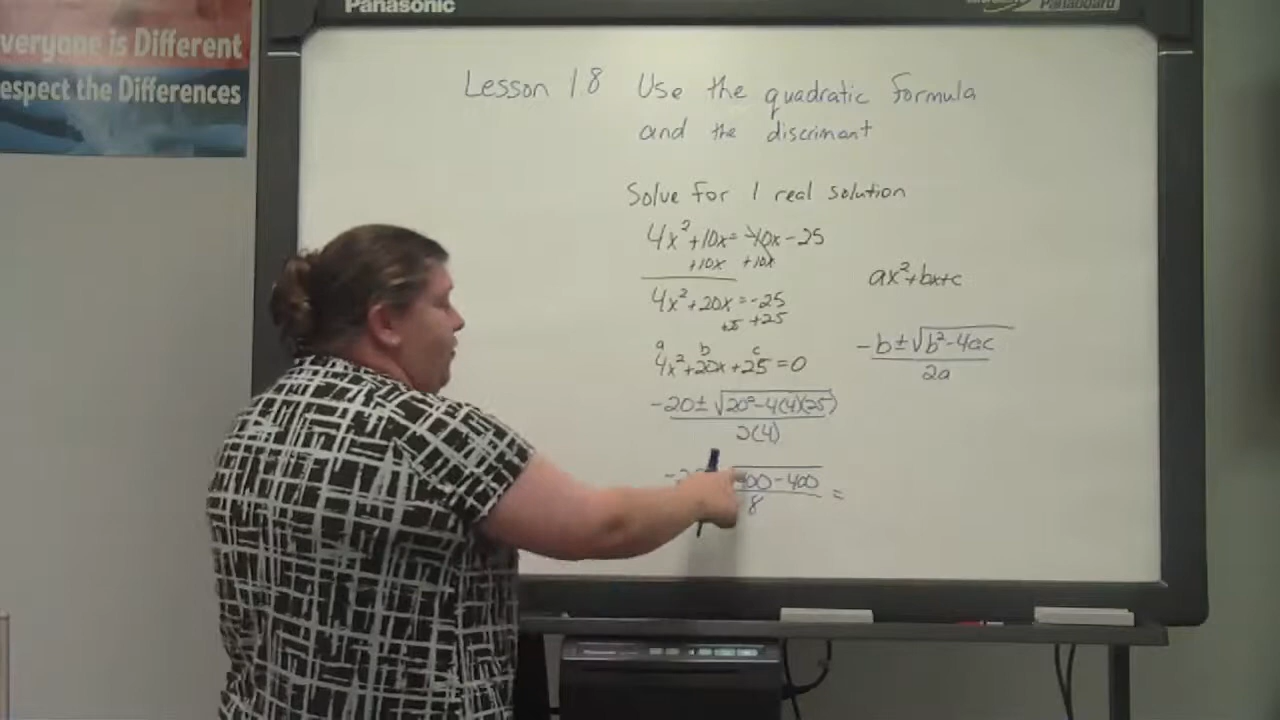 Panasonic
Panaboard
veryone is Different
espect the Differences
Lesson 1.8 Use the quadratic formula
and the discrimant
Solve for 1 real solution
4x²+10x=-10x-25
+10x +10x
4x²+20x=-25
+25 +25
a b c
4x²+20x+25=0
-20±√20²-4(4)(25)
2(4)
400-400
8
=
ax²+bx+c
-b±√b²-4ac
2a